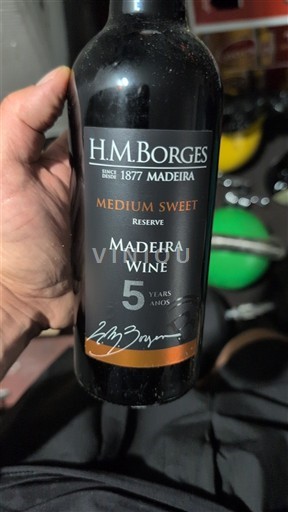 H.M.BORGES
SINCE
DESDE 1877 MADEIRA
MEDIUM SWEET
RESERVE
MADEIRA
VINIOU
WINE
5 YEARS
ANOS